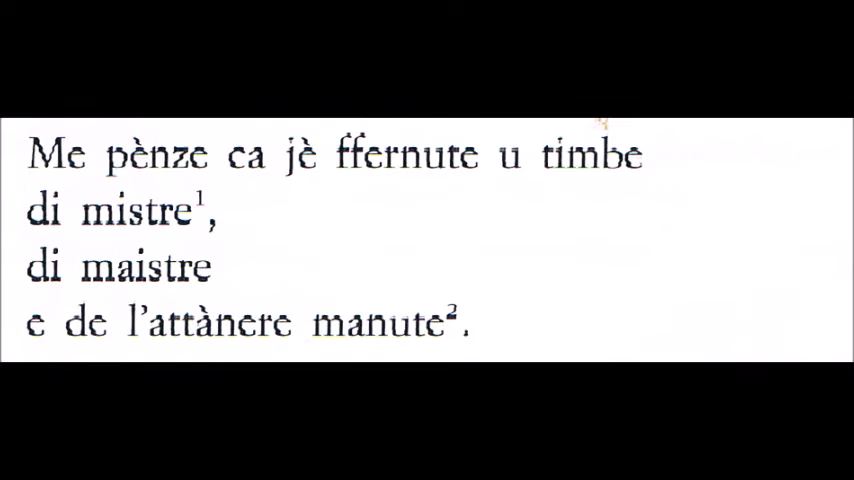 Me pènze ca jè ffernute u timbe
di mistre¹,
di maistre
e de l'attànere manute².